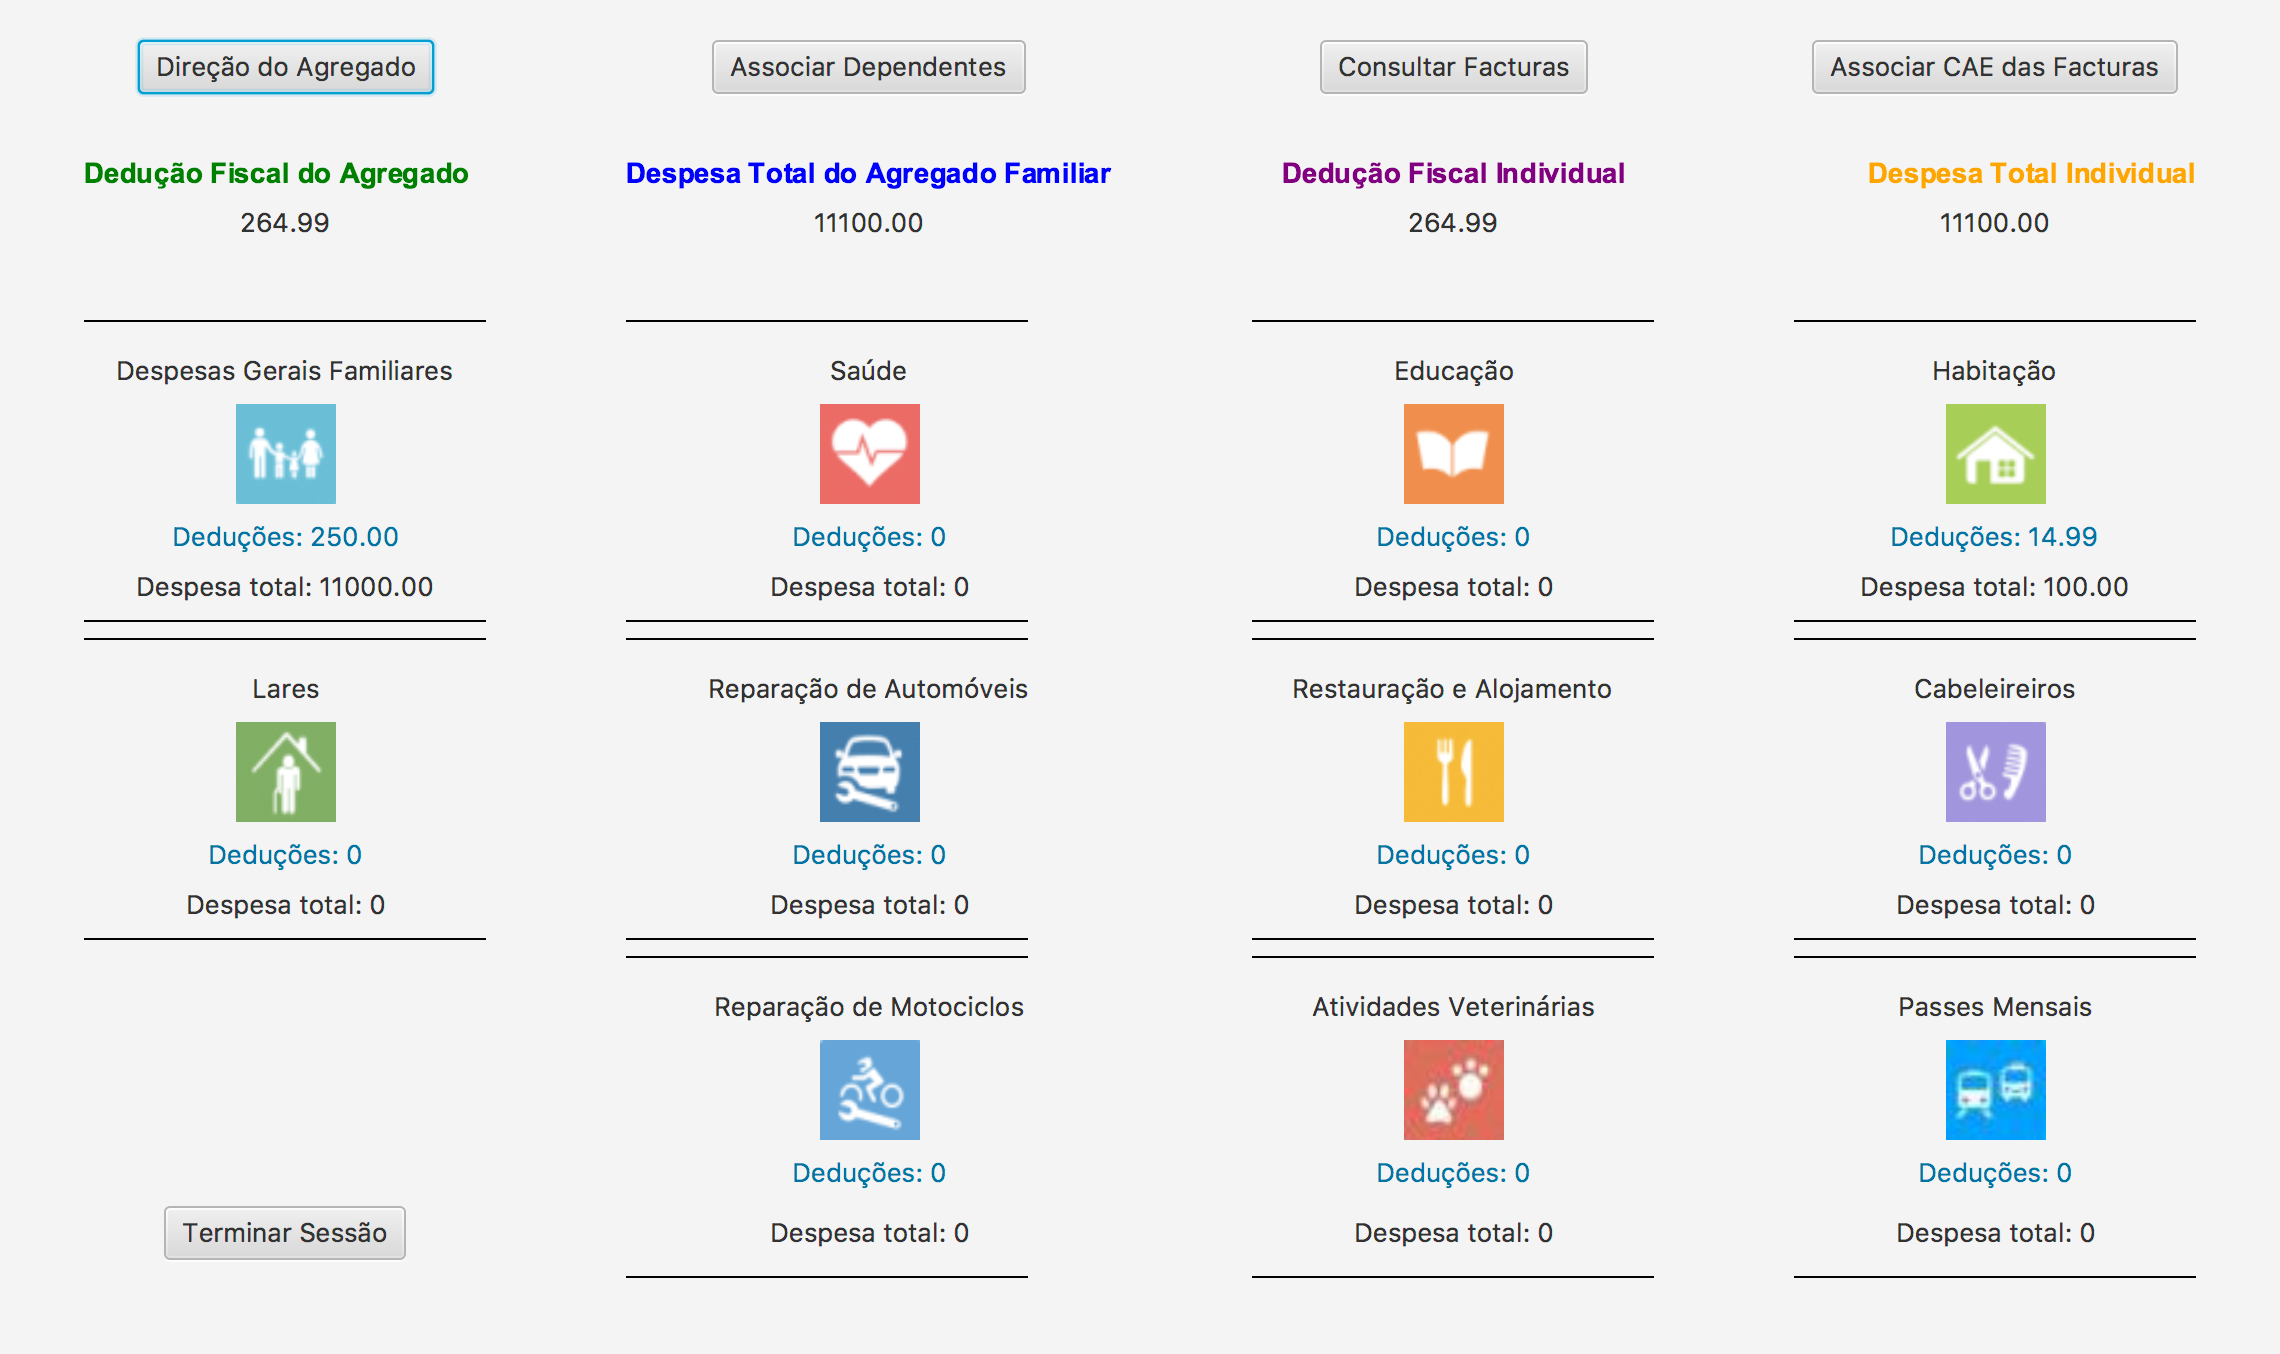 Direção do Agregado
Associar Dependentes
Consultar Facturas
Associar CAE das Facturas
Dedução Fiscal do Agregado
Despesa Total do Agregado Familiar
Dedução Fiscal Individual
Despesa Total Individual
264.99
11100.00
264.99
11100.00
Despesas Gerais Familiares
Saúde
Educação
Habitação
Deduções: 250.00
Deduções: 0
Deduções: 0
Deduções: 14.99
Despesa total: 11000.00
Despesa total: 0
Despesa total: 0
Despesa total: 100.00
Lares
Reparação de Automóveis
Restauração e Alojamento
Cabeleireiros
Deduções: 0
Deduções: 0
Deduções: 0
Deduções: 0
Despesa total: 0
Despesa total: 0
Despesa total: 0
Despesa total: 0
Reparação de Motociclos
Atividades Veterinárias
Passes Mensais
Deduções: 0
Deduções: 0
Deduções: 0
Terminar Sessão
Despesa total: 0
Despesa total: 0
Despesa total: 0